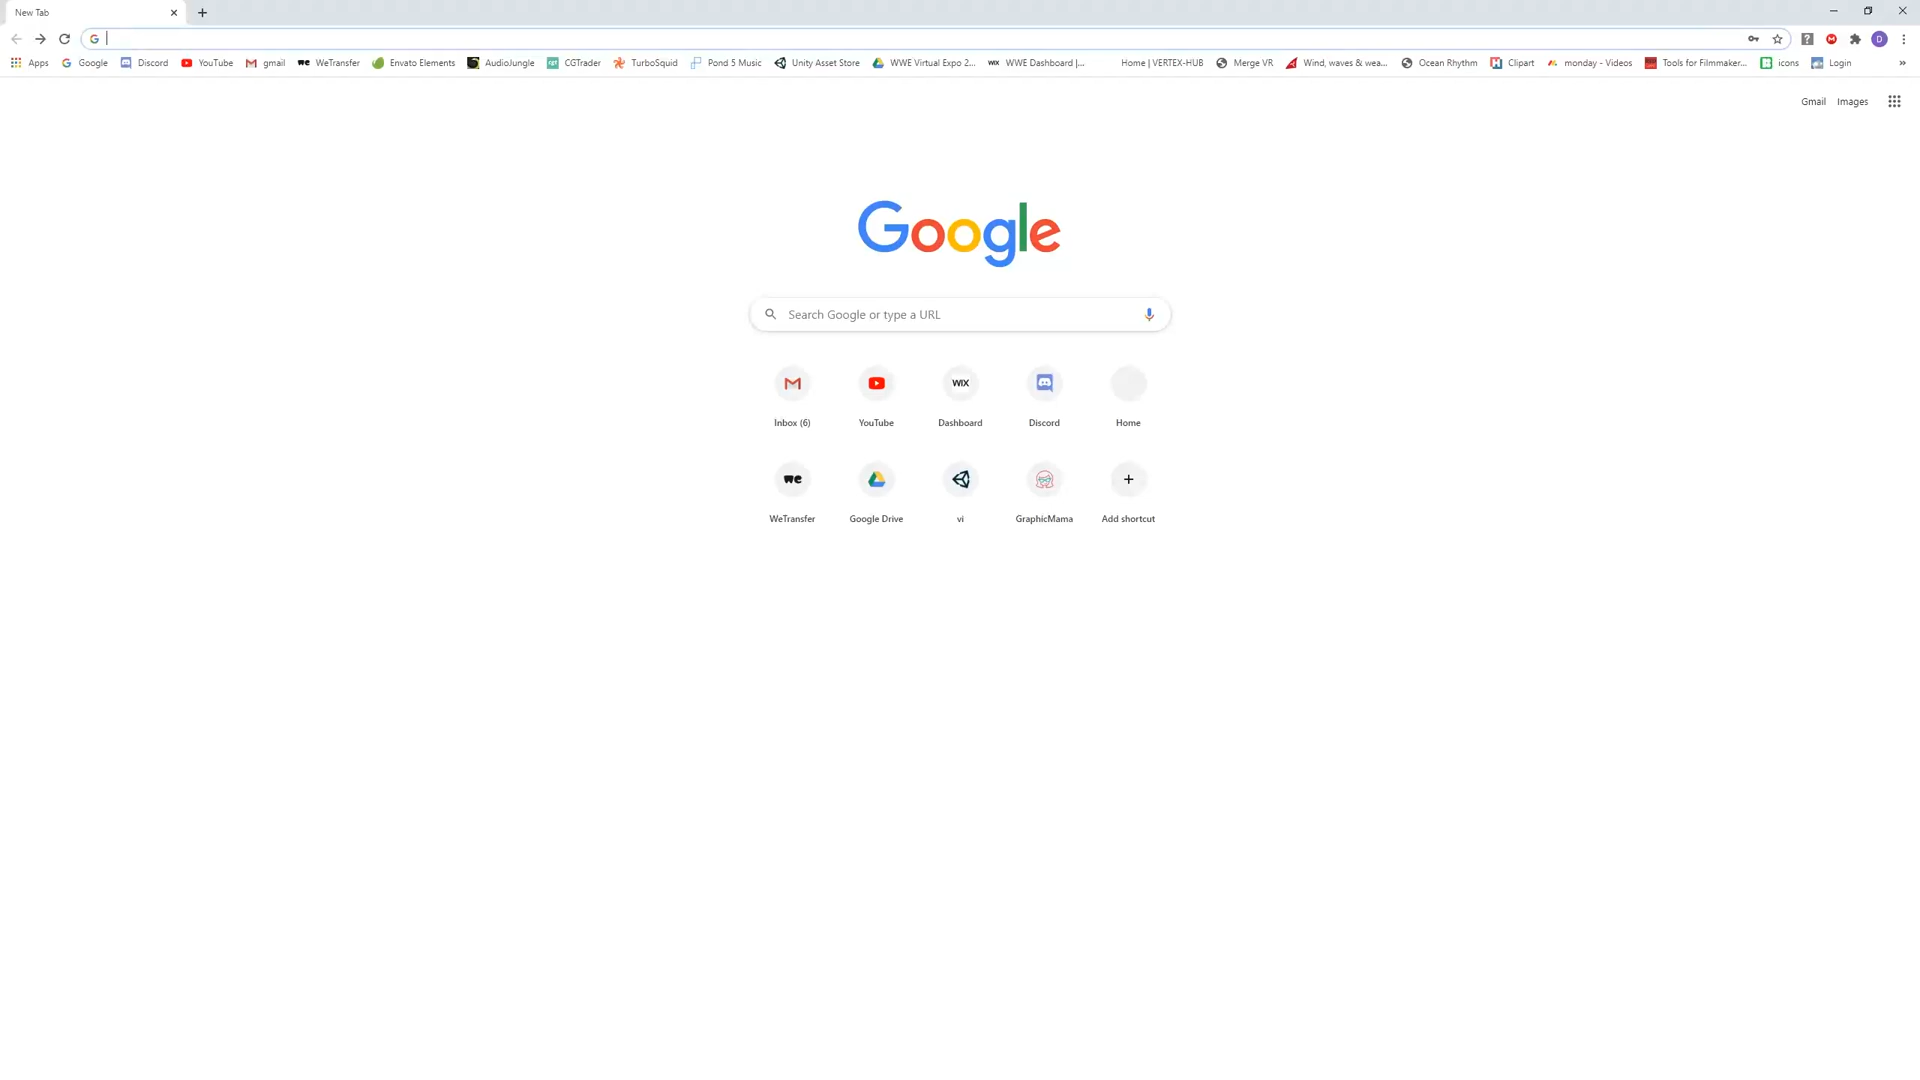 New Tab
Apps Google Discord YouTube gmail WeTransfer Envato Elements AudioJungle CGTrader TurboSquid Pond 5 Music Unity Asset Store WWE Virtual Expo 2... WIX WWE Dashboard |... Home | VERTEX-HUB Merge VR Wind, waves & wea... Ocean Rhythm Clipart monday - Videos Tools for Filmmaker... icons Login
Gmail Images
Google
Search Google or type a URL
WIX
Inbox (6) YouTube Dashboard Discord Home
we
WeTransfer Google Drive vi GraphicMama Add shortcut